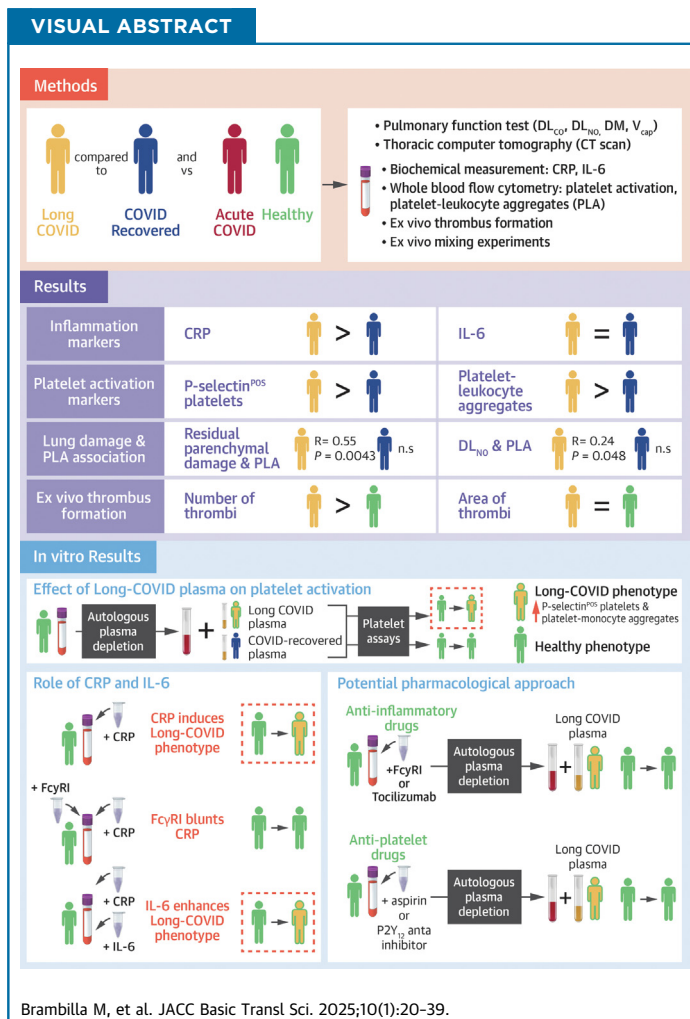 VISUAL ABSTRACT
Methods
compared
to
and
vs
Long
COVID
COVID
Recovered
Acute
COVID
Healthy
• Pulmonary function test (DLCO, DLNO, DM, Vcap)
• Thoracic computer tomography (CT scan)
• Biochemical measurement: CRP, IL-6
• Whole blood flow cytometry: platelet activation,
platelet-leukocyte aggregates (PLA)
• Ex vivo thrombus formation
• Ex vivo mixing experiments
Results
Inflammation
markers
CRP
>
IL-6
=
Platelet activation
markers
P-selectinPOS
platelets
>
Platelet-
leukocyte
aggregates
>
Lung damage &
PLA association
Residual
parenchymal
damage & PLA
R= 0.55
P = 0.0043
n.s
DLNO & PLA
R= 0.24
P = 0.048
n.s
Ex vivo thrombus
formation
Number of
thrombi
>
Area of
thrombi
=
In vitro Results
Effect of Long-COVID plasma on platelet activation
Autologous
plasma
depletion
+
Long COVID
plasma
COVID-recovered
plasma
Platelet
assays
Long-COVID phenotype
P-selectinPOS platelets &
platelet-monocyte aggregates
Healthy phenotype
Role of CRP and IL-6
+ CRP
CRP induces
Long-COVID
phenotype
+ FcγRI
+ CRP
FcγRI blunts
CRP
+ CRP
+ IL-6
IL-6 enhances
Long-COVID
phenotype
Potential pharmacological approach
Anti-inflammatory
drugs
+FcγRI
or
Tocilizumab
Autologous
plasma
depletion
Long COVID
plasma
+
Anti-platelet
drugs
+ aspirin
or
P2Y12 anta
inhibitor
Autologous
plasma
depletion
Long COVID
plasma
+
Brambilla M, et al. JACC Basic Transl Sci. 2025;10(1):20–39.